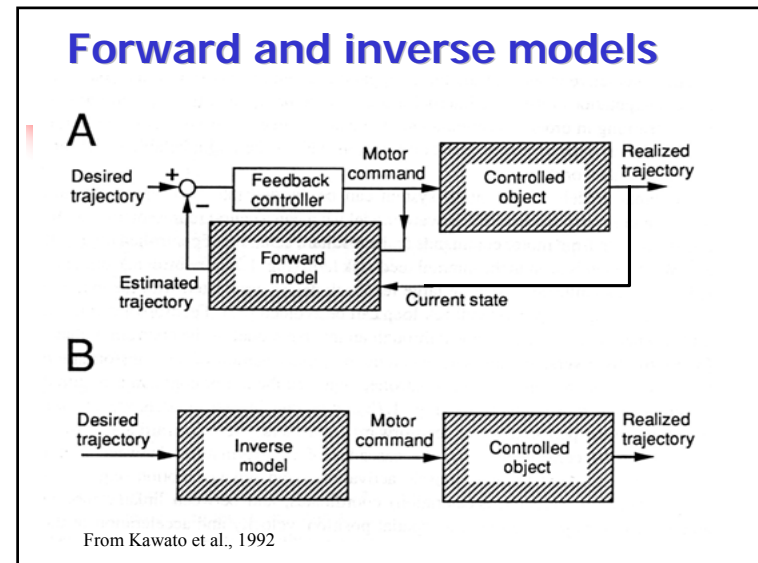 Forward and inverse models
A
Desired
trajectory
+
−
Feedback
controller
Motor
command
Controlled
object
Realized
trajectory
Forward
model
Estimated
trajectory
Current state
B
Desired
trajectory
Inverse
model
Motor
command
Controlled
object
Realized
trajectory
From Kawato et al., 1992